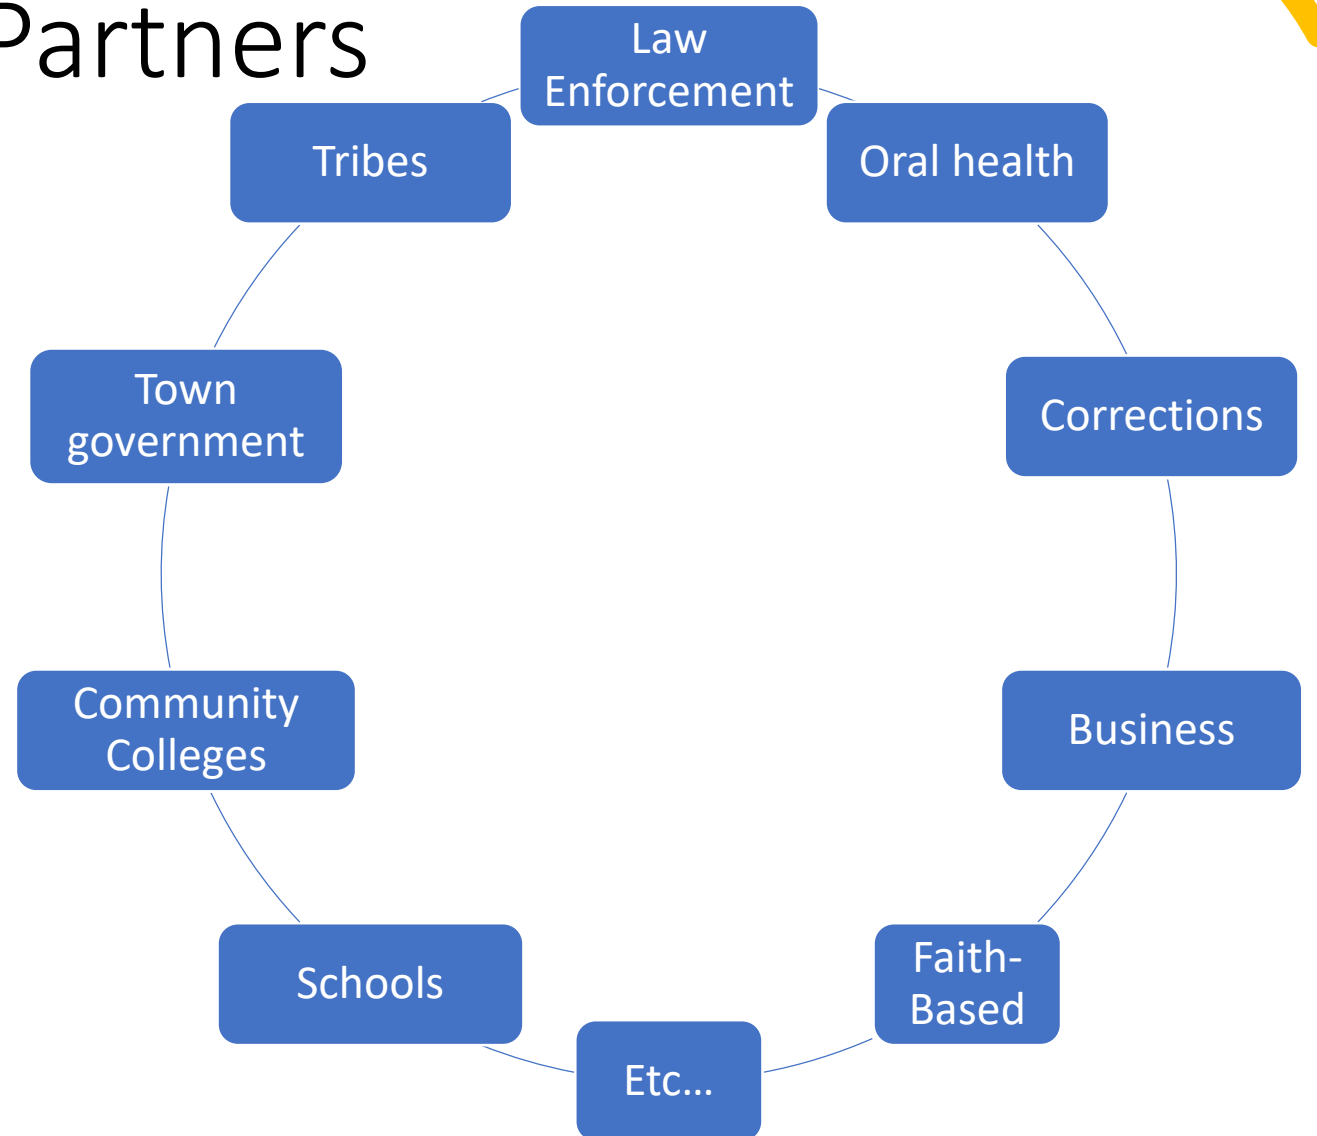 Partners
Law
Enforcement
Oral health
Corrections
Business
Faith-
Based
Etc...
Schools
Community
Colleges
Town
government
Tribes